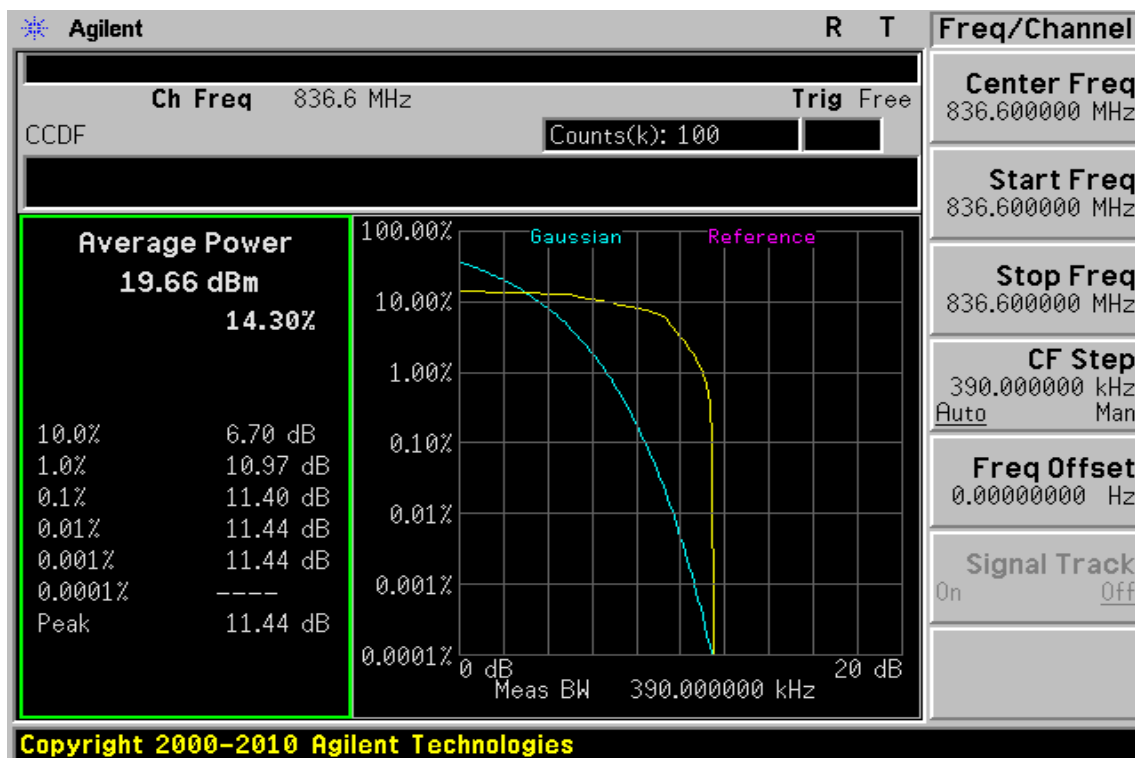 Agilent R T
Ch Freq 836.6 MHz Trig Free
CCDF Counts(k): 100
Average Power
19.66 dBm
14.30%
10.0% 6.70 dB
1.0% 10.97 dB
0.1% 11.40 dB
0.01% 11.44 dB
0.001% 11.44 dB
0.0001% ----
Peak 11.44 dB
Gaussian Reference
100.00%
10.00%
1.00%
0.10%
0.01%
0.001%
0.0001%
0 dB 20 dB
Meas BW 390.000000 kHz
Freq/Channel
Center Freq
836.600000 MHz
Start Freq
836.600000 MHz
Stop Freq
836.600000 MHz
CF Step
390.000000 kHz
Auto Man
Freq Offset
0.00000000 Hz
Signal Track
On Off
Copyright 2000-2010 Agilent Technologies